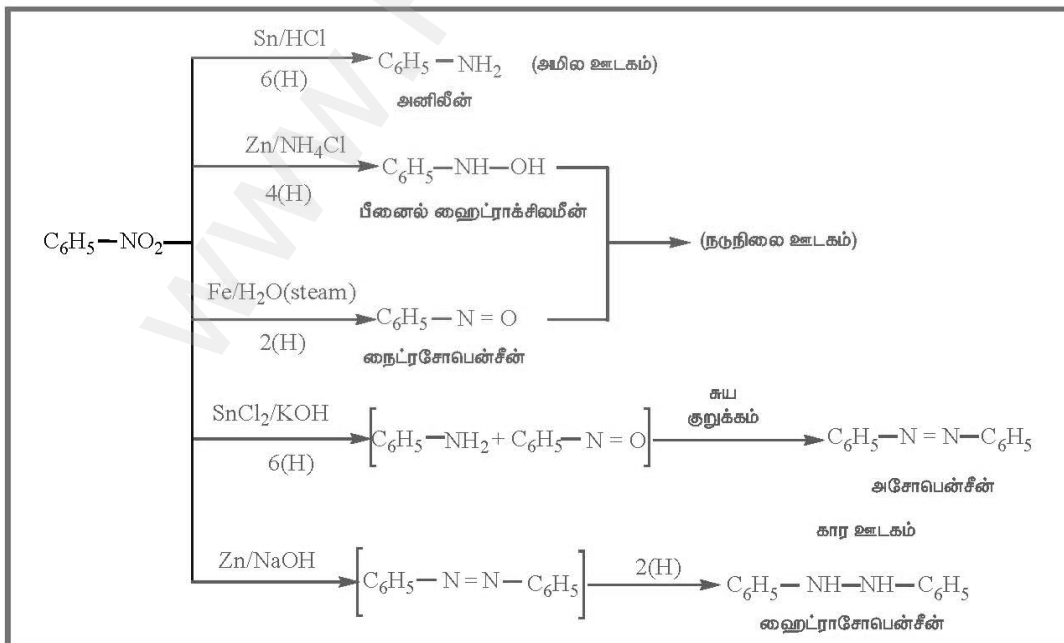 Sn/HCl
6(H)
C₆H₅ — NH₂ (அமில ஊடகம்)
அனிலீன்
Zn/NH₄Cl
4(H)
C₆H₅—NH—OH
பீனைல் ஹைட்ராக்சிலமீன்
C₆H₅—NO₂
(நடுநிலை ஊடகம்)
Fe/H₂O(steam)
2(H)
C₆H₅ — N = O
நைட்ரசோபென்சீன்
SnCl₂/KOH
6(H)
[C₆H₅—NH₂ + C₆H₅—N = O]
சுய
குறுக்கம்
C₆H₅—N = N—C₆H₅
அசோபென்சீன்
கார ஊடகம்
Zn/NaOH
[C₆H₅—N=N—C₆H₅]
2(H)
C₆H₅—NH—NH—C₆H₅
ஹைட்ராசோபென்சீன்